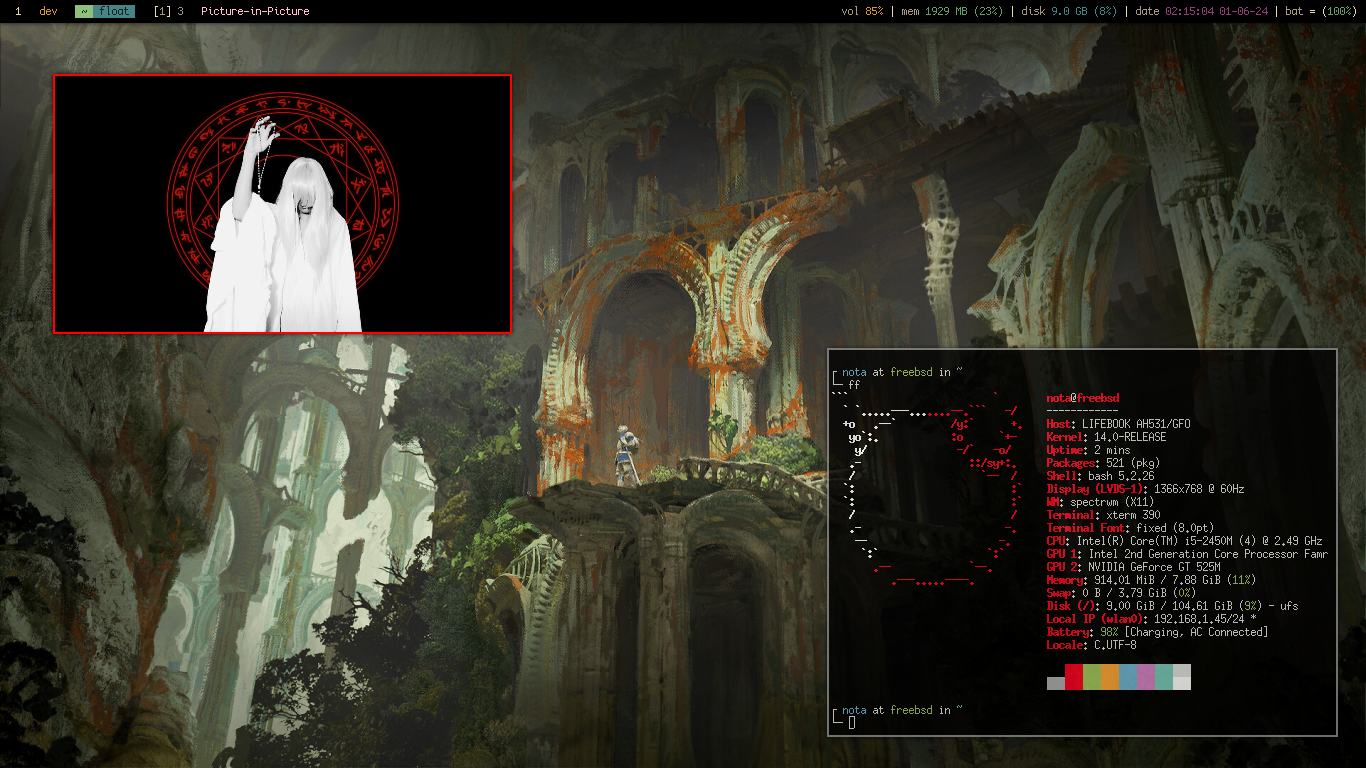 1 dev ~ float [1] 3 Picture-in-Picture vol 85% | mem 1929 MB (23%) | disk 9.0 GB (8%) | date 02:15:04 01-06-24 | bat = (100%)
nota at freebsd in ~
ff
nota@freebsd
------------
Host: LIFEBOOK AH531/GFO
Kernel: 14.0-RELEASE
Uptime: 2 mins
Packages: 521 (pkg)
Shell: bash 5.2.26
Display (LVDS-1): 1366x768 @ 60Hz
WM: spectrwm (X11)
Terminal: xterm 390
Terminal Font: fixed (8.0pt)
CPU: Intel(R) Core(TM) i5-2450M (4) @ 2.49 GHz
GPU 1: Intel 2nd Generation Core Processor Famr
GPU 2: NVIDIA GeForce GT 525M
Memory: 914.01 MiB / 7.88 GiB (11%)
Swap: 0 B / 3.79 GiB (0%)
Disk (/): 9.00 GiB / 104.61 GiB (9%) - ufs
Local IP (wlan0): 192.168.1.45/24 *
Battery: 98% [Charging, AC Connected]
Locale: C.UTF-8
nota at freebsd in ~